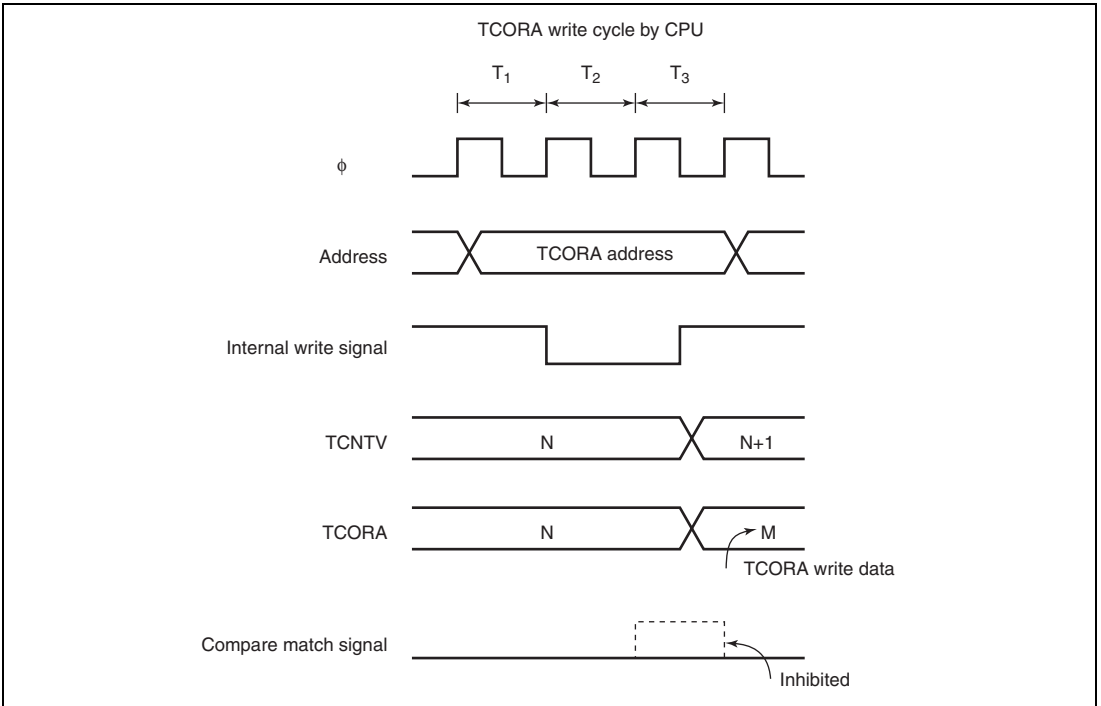 TCORA write cycle by CPU
T1 T2 T3
ϕ
Address TCORA address
Internal write signal
TCNTV N N+1
TCORA N M
TCORA write data
Compare match signal
Inhibited